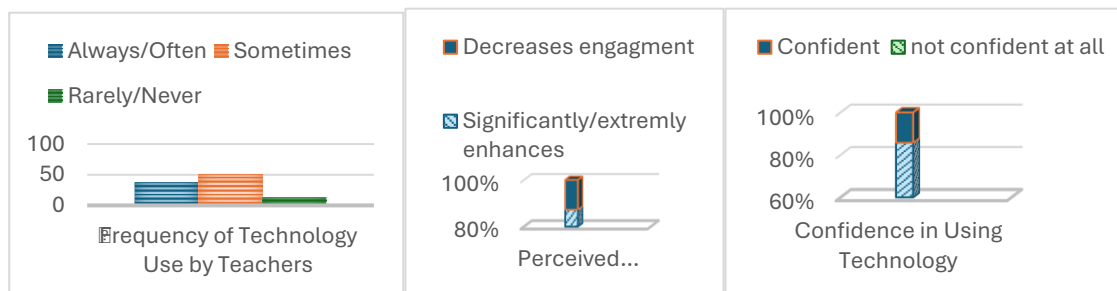 Always/Often Sometimes
Rarely/Never
100
50
0
Frequency of Technology
Use by Teachers
Decreases engagment
Significantly/extremly
enhances
100%
80%
Perceived...
Confident not confident at all
100%
80%
60%
Confidence in Using
Technology